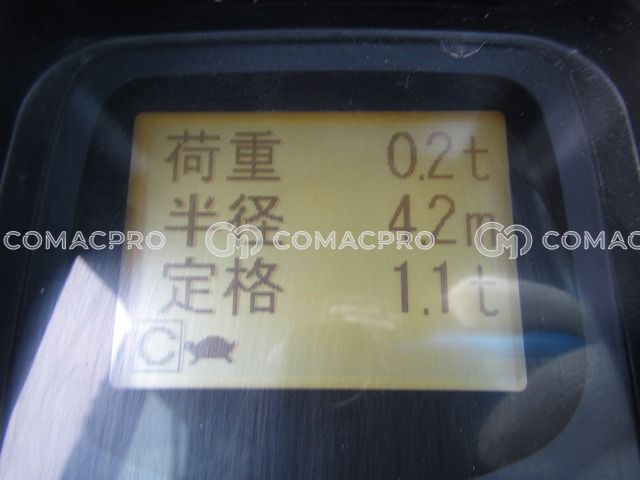 荷重 0.2t
半径 4.2m
COMACPRO COMACPRO COMACPRO
定格 1.1t
C